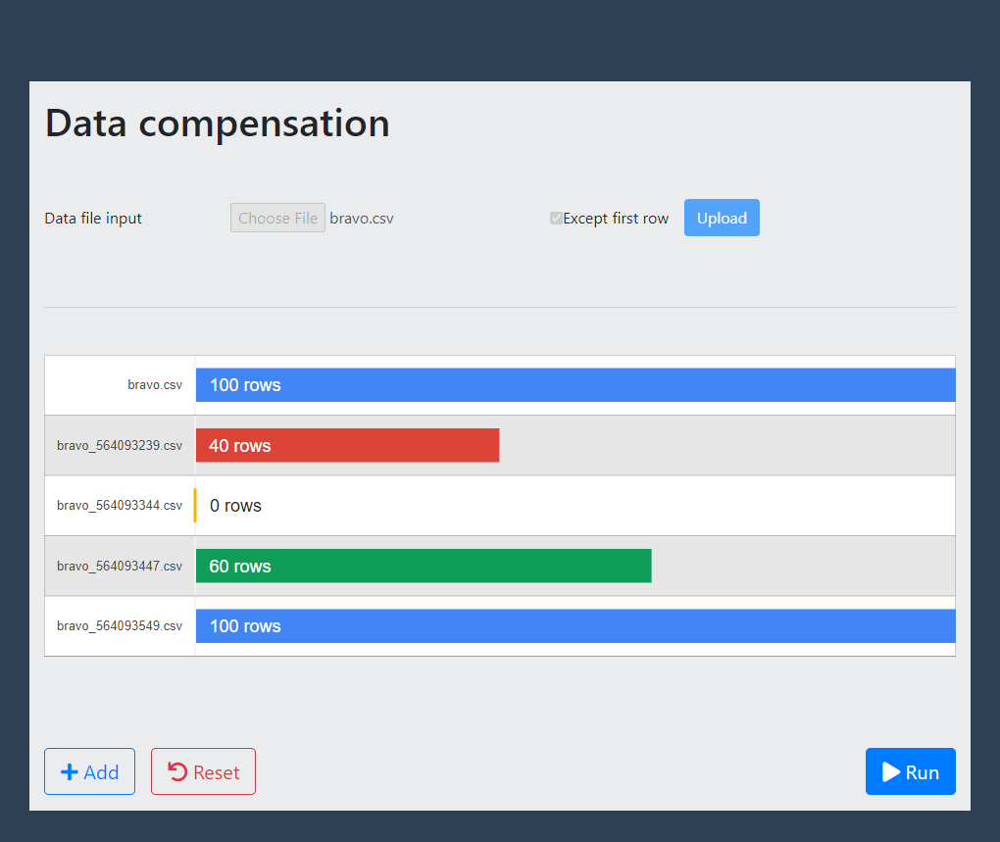 Data compensation
Data file input Choose File bravo.csv Except first row Upload
bravo.csv 100 rows
bravo_564093239.csv 40 rows
bravo_564093344.csv 0 rows
bravo_564093447.csv 60 rows
bravo_564093549.csv 100 rows
Add Reset Run